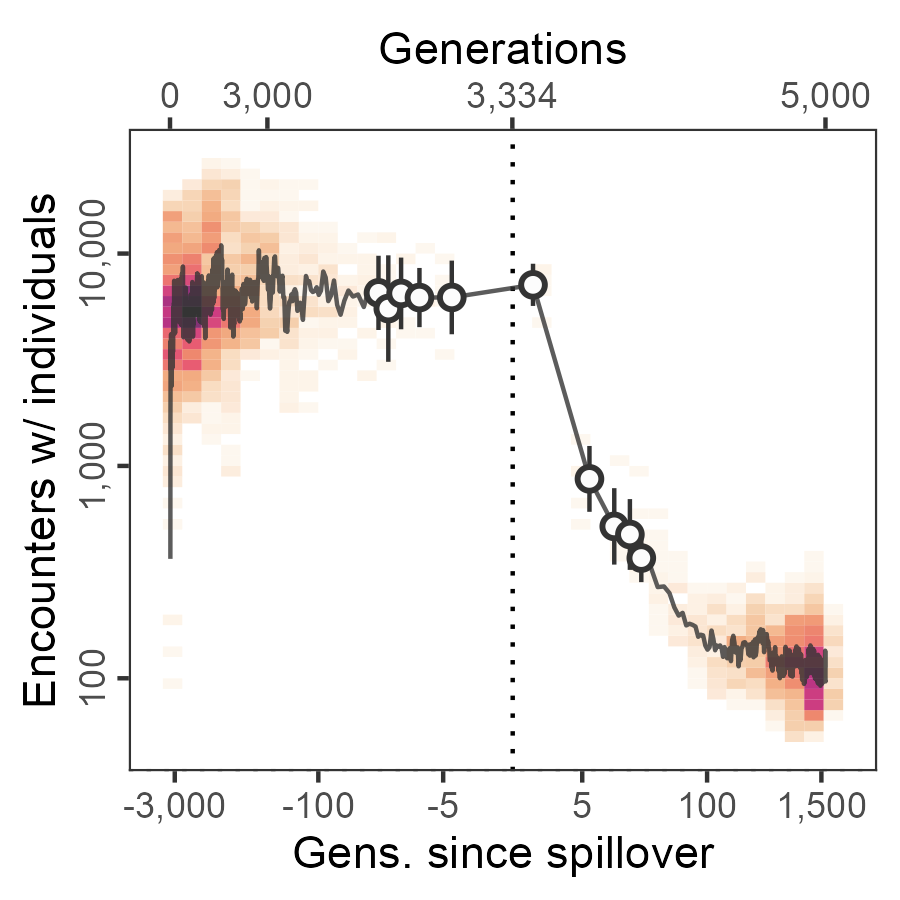 Generations
0 3,000 3,334 5,000
Encounters w/ individuals
10,000
1,000
100
-3,000 -100 -5 5 100 1,500
Gens. since spillover